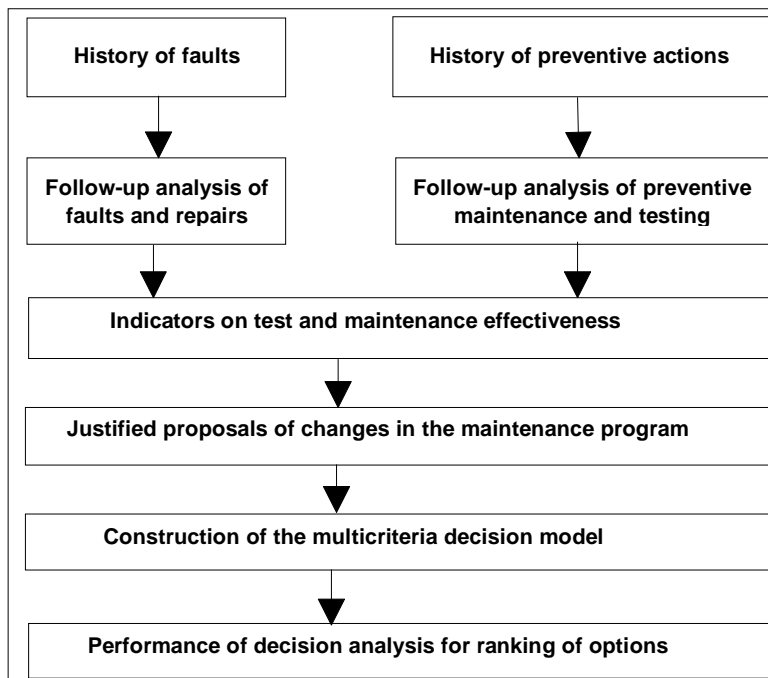 History of faults
History of preventive actions
Follow-up analysis of
faults and repairs
Follow-up analysis of preventive
maintenance and testing
Indicators on test and maintenance effectiveness
Justified proposals of changes in the maintenance program
Construction of the multicriteria decision model
Performance of decision analysis for ranking of options